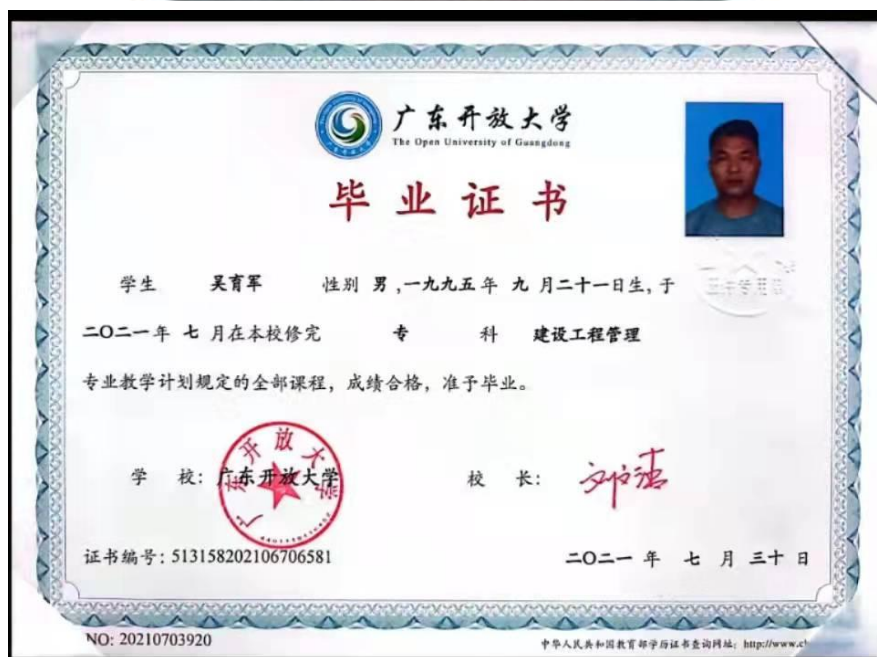 广东开放大学
The Open University of Guangdong
毕业证书
学生 吴育军 性别 男,一九九五年 九 月二十一日生,于
二〇二一年 七 月在本校修完 专 科 建设工程管理
专业教学计划规定的全部课程,成绩合格,准予毕业。
广东开放大学
学 校:广东开放大学
校 长:
证书编号:513158202106706581
二〇二一 年 七 月 三十 日
NO: 20210703920
中华人民共和国教育部学历证书查询网址:http://www.c